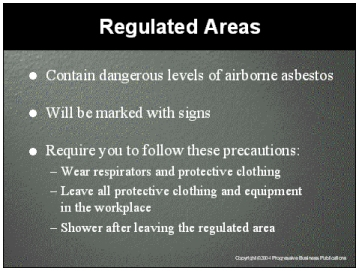 Regulated Areas
• Contain dangerous levels of airborne asbestos
• Will be marked with signs
• Require you to follow these precautions:
– Wear respirators and protective clothing
– Leave all protective clothing and equipment
in the workplace
– Shower after leaving the regulated area
Copyright ©2004 Progressive Business Publications